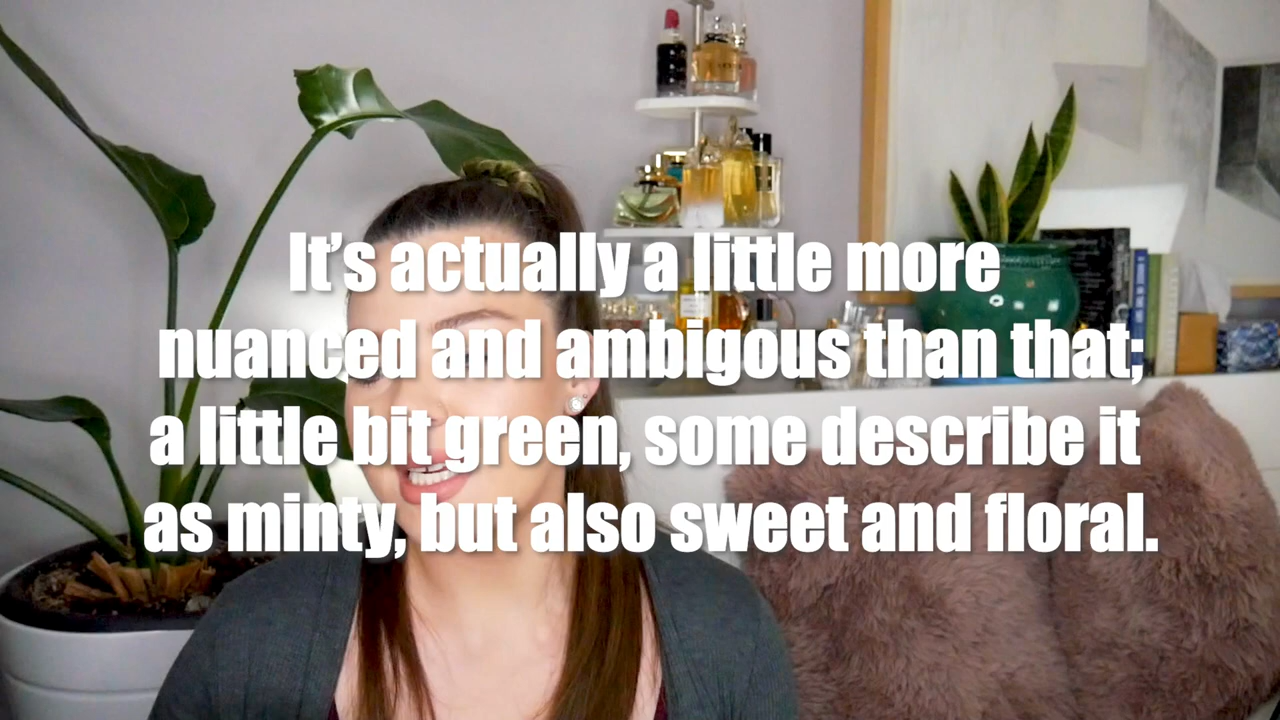 It’s actually a little more
nuanced and ambigous than that;
a little bit green, some describe it
as minty, but also sweet and floral.